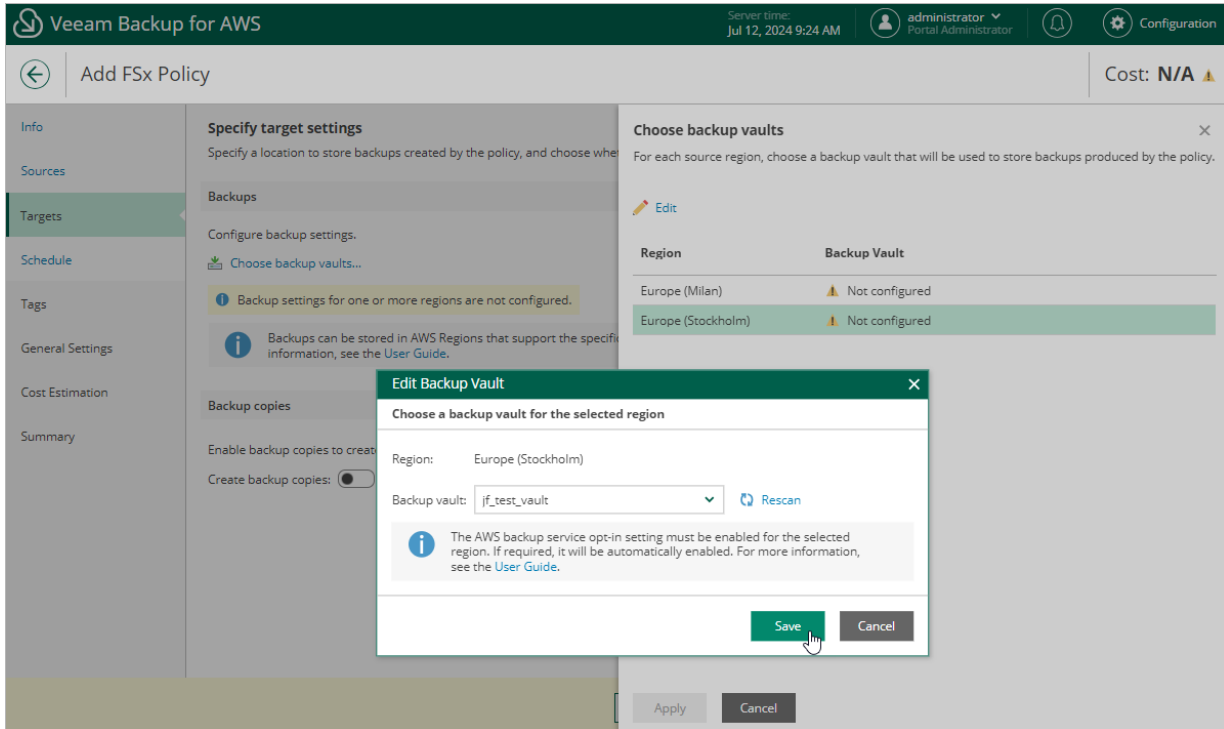 Veeam Backup for AWS
Server time:
Jul 12, 2024 9:24 AM
administrator
Portal Administrator
Configuration
Add FSx Policy
Cost: N/A
Info
Sources
Targets
Schedule
Tags
General Settings
Cost Estimation
Summary
Specify target settings
Specify a location to store backups created by the policy, and choose whe
Backups
Configure backup settings.
Choose backup vaults...
Backup settings for one or more regions are not configured.
Backups can be stored in AWS Regions that support the specifi
information, see the User Guide.
Backup copies
Enable backup copies to creat
Create backup copies:
Choose backup vaults
For each source region, choose a backup vault that will be used to store backups produced by the policy.
Edit
Region Backup Vault
Europe (Milan) Not configured
Europe (Stockholm) Not configured
Edit Backup Vault
Choose a backup vault for the selected region
Region: Europe (Stockholm)
Backup vault: jf_test_vault Rescan
The AWS backup service opt-in setting must be enabled for the selected
region. If required, it will be automatically enabled. For more information,
see the User Guide.
Save Cancel
Apply Cancel